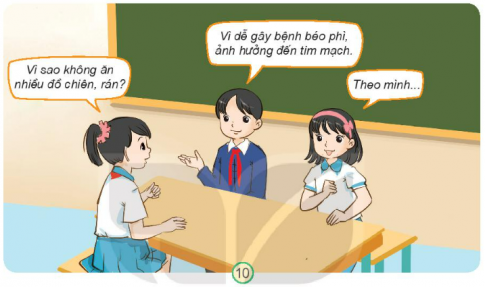 Vì sao không ăn
nhiều đồ chiên, rán?
Vì dễ gây bệnh béo phì,
ảnh hưởng đến tim mạch.
Theo mình...
10